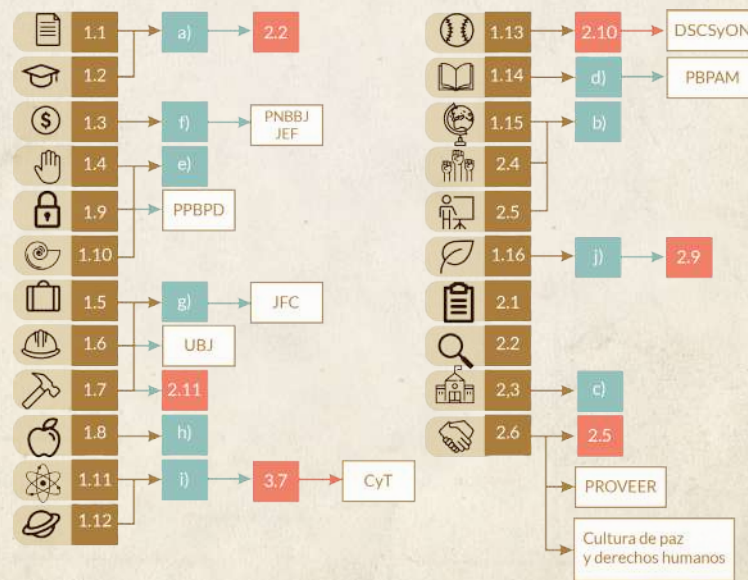 1.1
a)
2.2
1.2
1.3
f)
PNBBJ
JEF
1.4
e)
1.9
PPBPD
1.10
1.5
g)
JFC
1.6
UBJ
1.7
2.11
1.8
h)
1.11
i)
3.7
CyT
1.12
1.13
2.10
DSCSyON
1.14
d)
PBPAM
1.15
b)
2.4
2.5
1.16
j)
2.9
2.1
2.2
2,3
c)
2.6
2.5
PROVEER
Cultura de paz
y derechos humanos